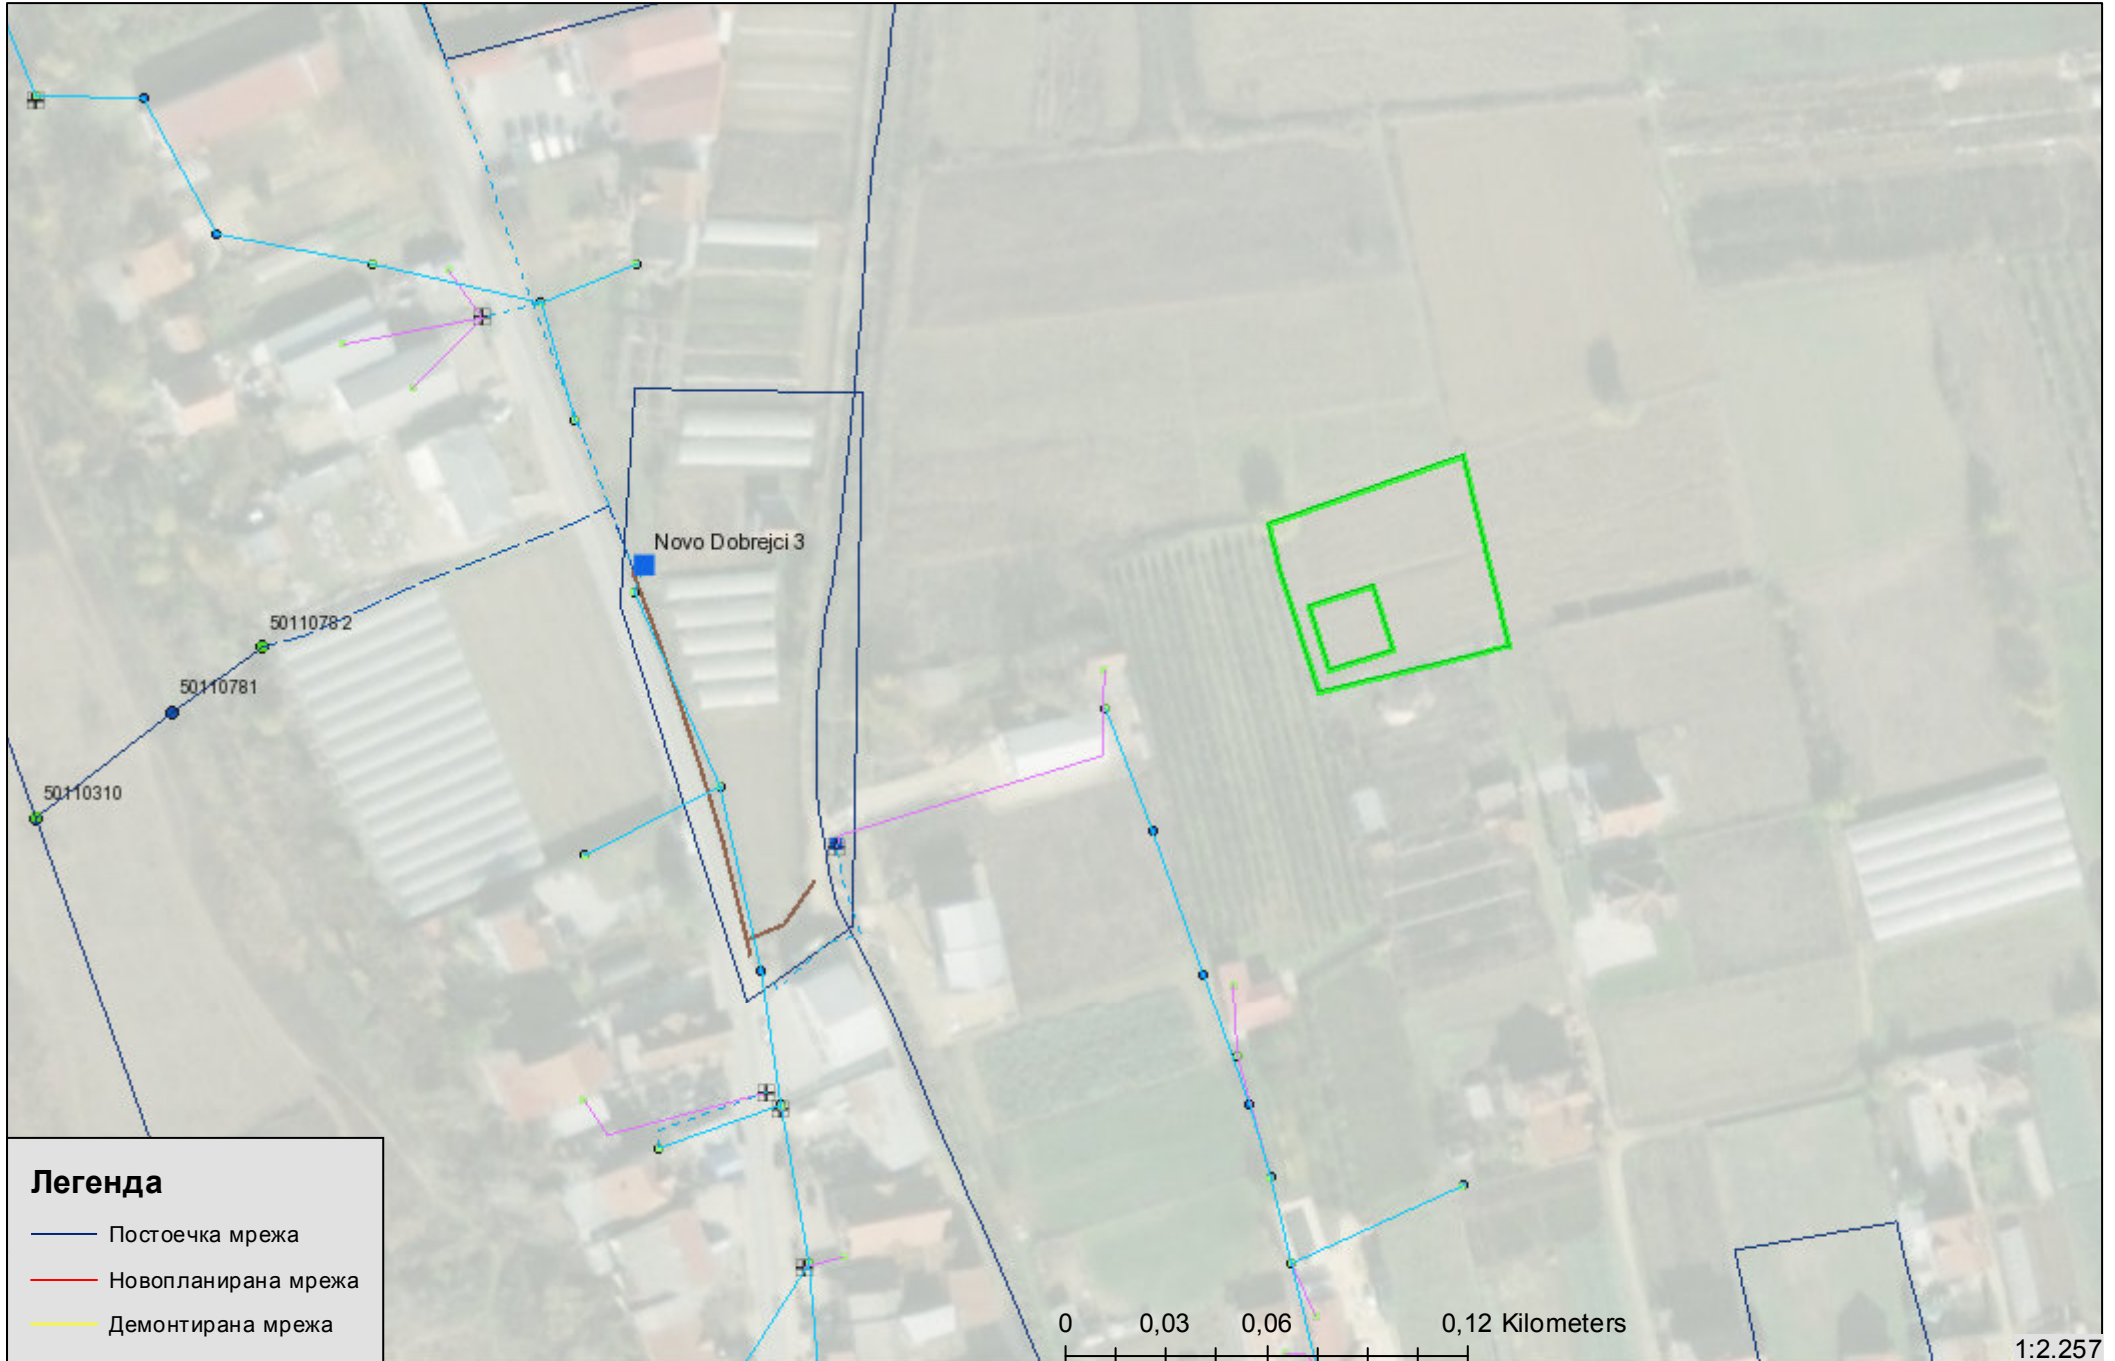 Novo Dobrejci 3
50110782
50110781
50110310
Легенда
Постоечка мрежа
Новопланирана мрежа
Демонтирана мрежа
0 0,03 0,06 0,12 Kilometers
1:2.257